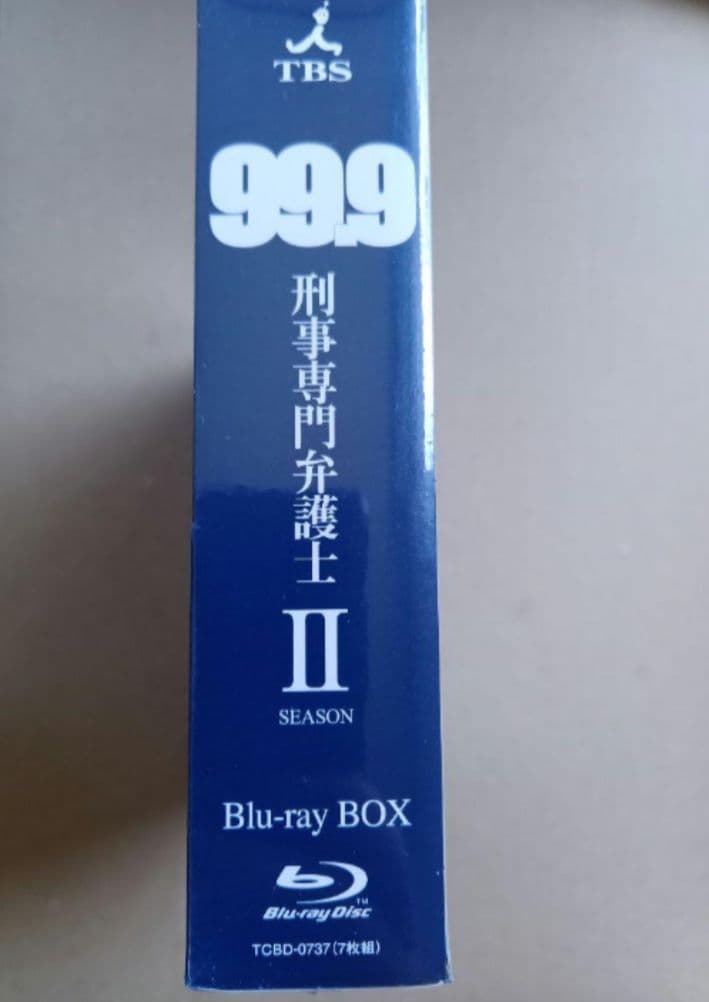 TBS
99.9
刑事専門弁護士
II
SEASON
Blu-ray BOX
Blu-ray Disc™
TCBD-0737(7枚組)